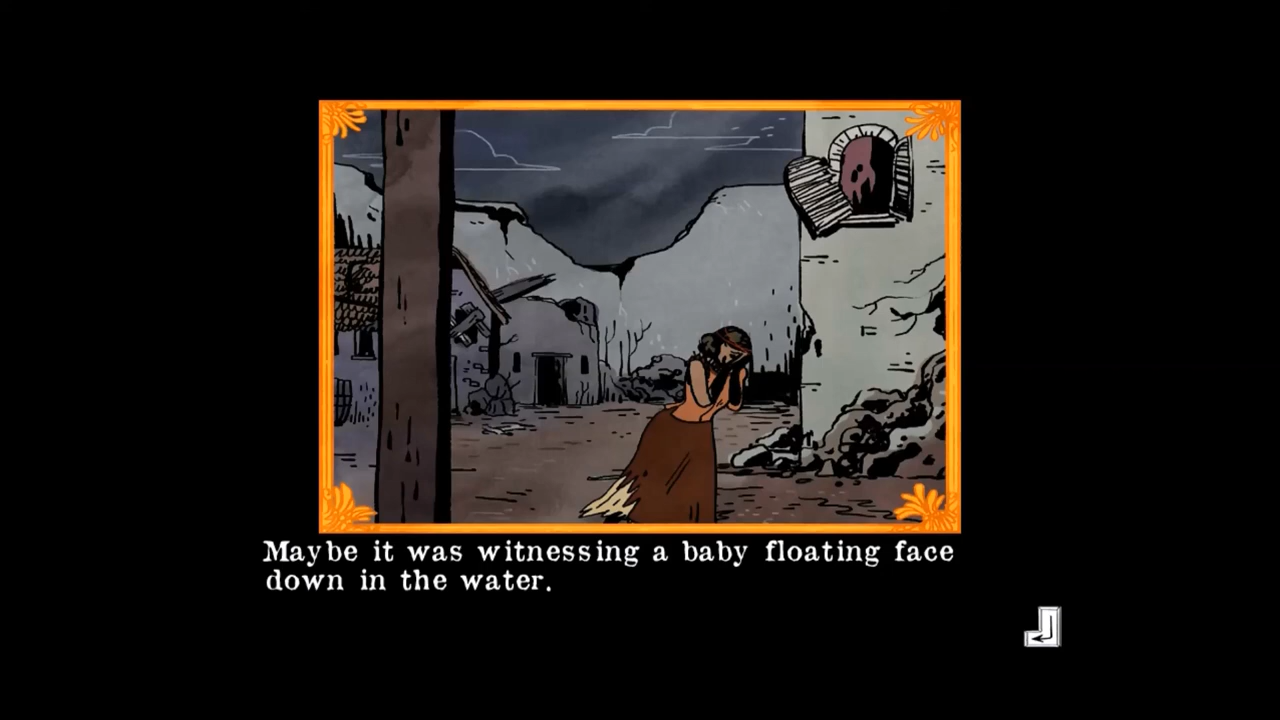 Maybe it was witnessing a baby floating face
down in the water.